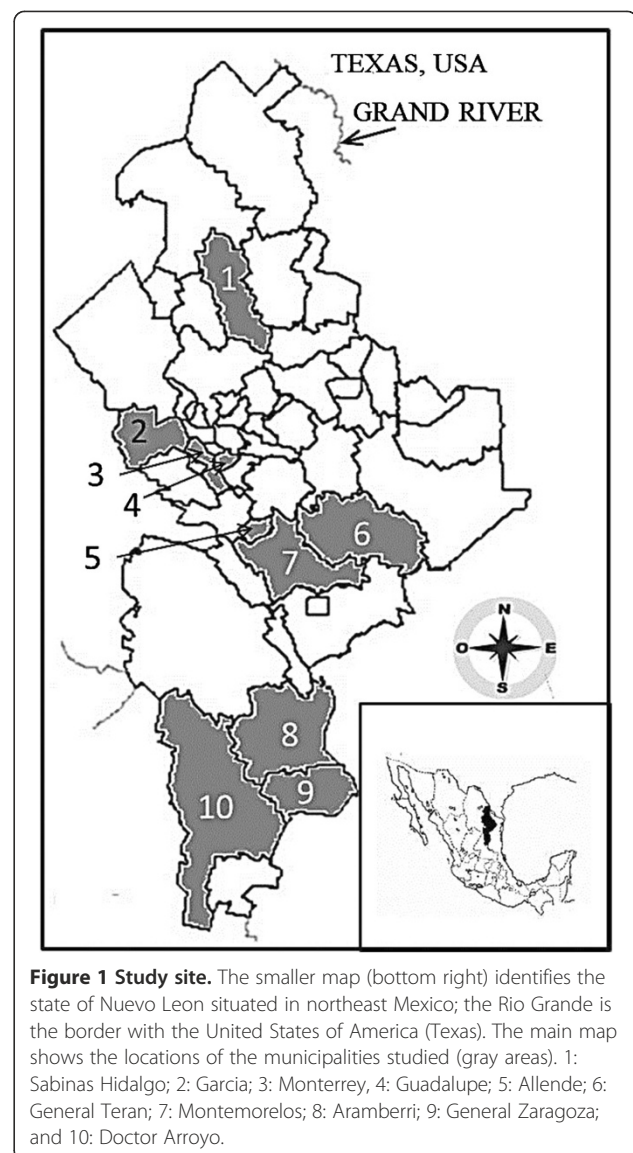 TEXAS, USA
GRAND RIVER
1
2
3
4
5
6
7
N
O E
S
8
9
10
Figure 1 Study site. The smaller map (bottom right) identifies the
state of Nuevo Leon situated in northeast Mexico; the Rio Grande is
the border with the United States of America (Texas). The main map
shows the locations of the municipalities studied (gray areas). 1:
Sabinas Hidalgo; 2: Garcia; 3: Monterrey, 4: Guadalupe; 5: Allende; 6:
General Teran; 7: Montemorelos; 8: Aramberri; 9: General Zaragoza;
and 10: Doctor Arroyo.